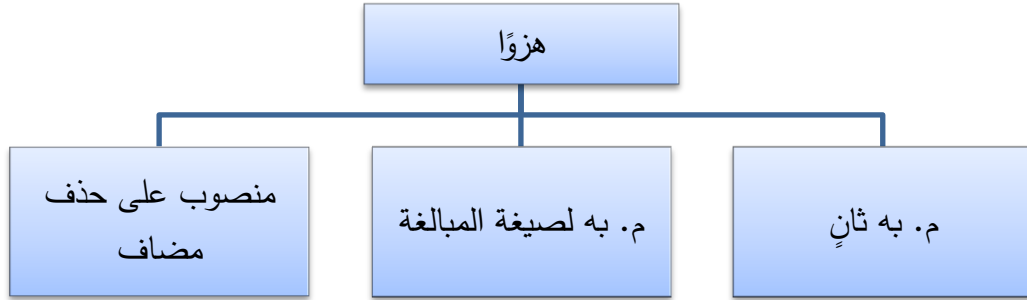 هزوًا
م. به ثانٍ
م. به لصيغة المبالغة
منصوب على حذف
مضاف